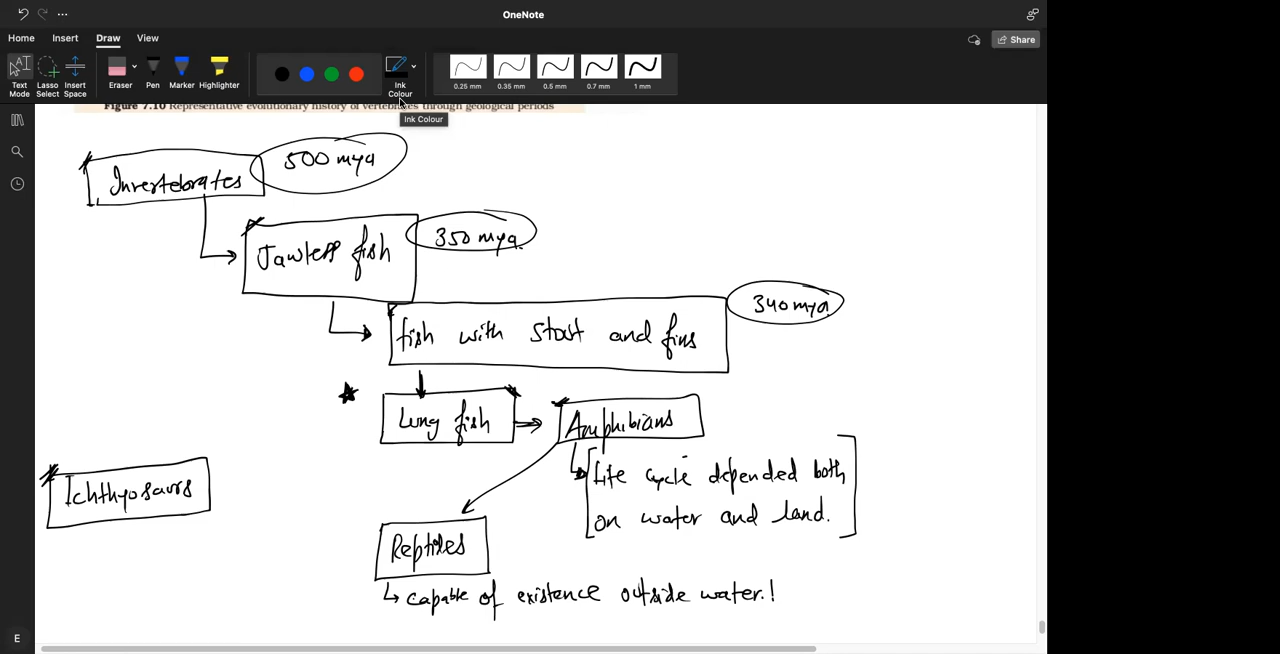 OneNote
Home Insert Draw View
Share
Text Mode
Lasso Select
Insert Space
Eraser
Pen
Marker
Highlighter
Ink Colour
0.25 mm
0.35 mm
0.5 mm
0.7 mm
1 mm
Figure 7.10 Representative evolutionary history of vertebrates through geological periods
Ink Colour
Invertebrates 500 mya
Jawless fish 350 mya
fish with stout and fins 340 mya
Lung fish → Amphibians
Life cycle depended both
on water and land.
Ichthyosaurs
Reptiles
↳ capable of existence outside water.!
E